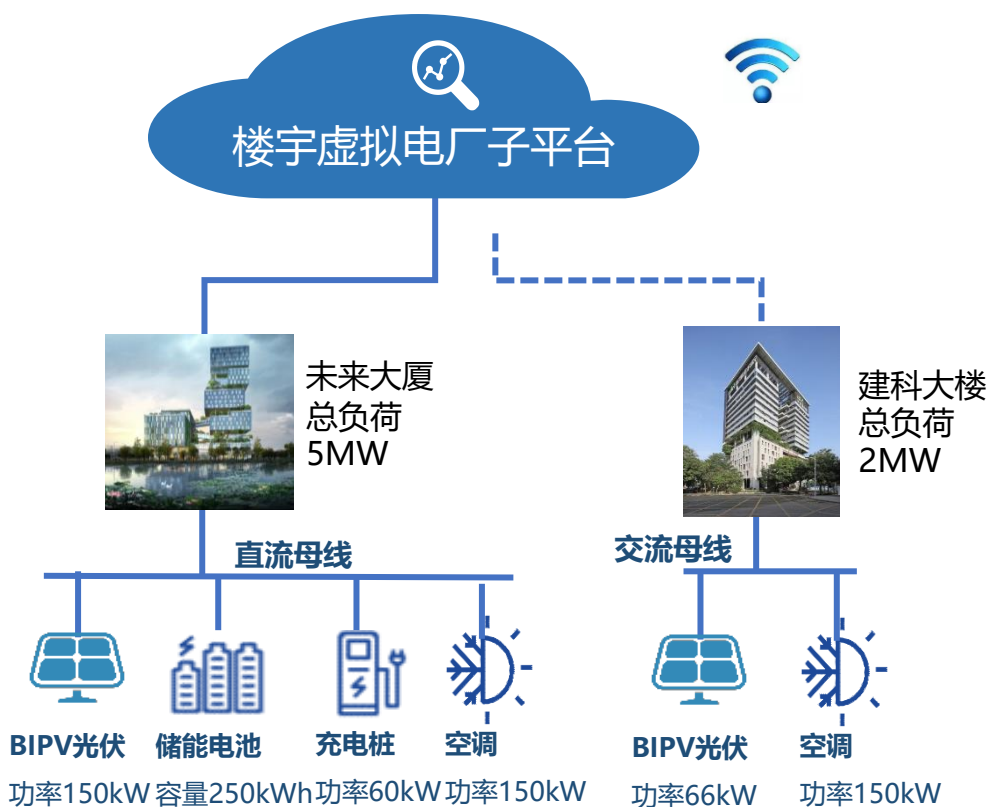 楼宇虚拟电厂子平台
未来大厦
总负荷
5MW
建科大楼
总负荷
2MW
直流母线
交流母线
BIPV光伏
储能电池
充电桩
空调
BIPV光伏
空调
功率150kW
容量250kWh
功率60kW
功率150kW
功率66kW
功率150kW